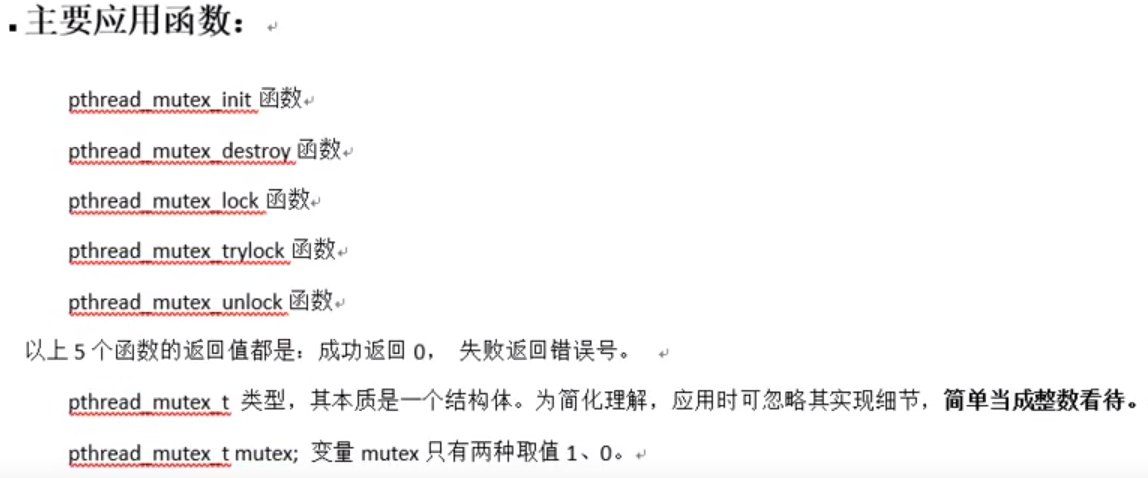 ▪主要应用函数：
pthread_mutex_init 函数
pthread_mutex_destroy 函数
pthread_mutex_lock 函数
pthread_mutex_trylock 函数
pthread_mutex_unlock 函数
以上 5 个函数的返回值都是：成功返回 0， 失败返回错误号。
pthread_mutex_t 类型，其本质是一个结构体。为简化理解，应用时可忽略其实现细节，简单当成整数看待。
pthread_mutex_t mutex; 变量 mutex 只有两种取值 1、0。